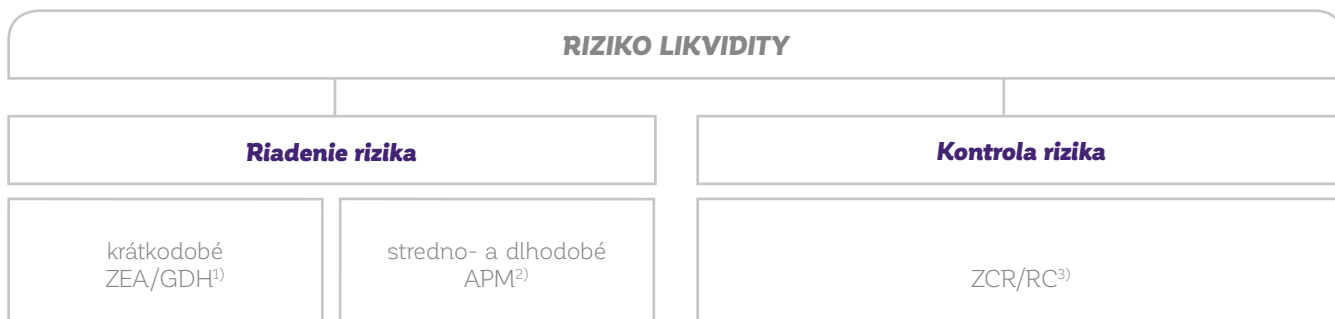 RIZIKO LIKVIDITY
Riadenie rizika
Kontrola rizika
krátkodobé
ZEA/GDH1)
stredno- a dlhodobé
APM2)
ZCR/RC3)